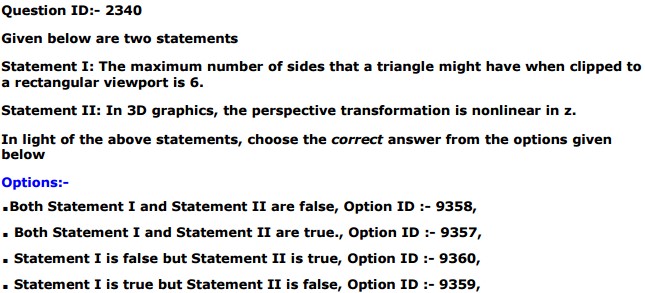 Question ID:- 2340
Given below are two statements
Statement I: The maximum number of sides that a triangle might have when clipped to
a rectangular viewport is 6.
Statement II: In 3D graphics, the perspective transformation is nonlinear in z.
In light of the above statements, choose the correct answer from the options given
below
Options:-
▪Both Statement I and Statement II are false, Option ID :- 9358,
▪ Both Statement I and Statement II are true., Option ID :- 9357,
▪ Statement I is false but Statement II is true, Option ID :- 9360,
▪ Statement I is true but Statement II is false, Option ID :- 9359,